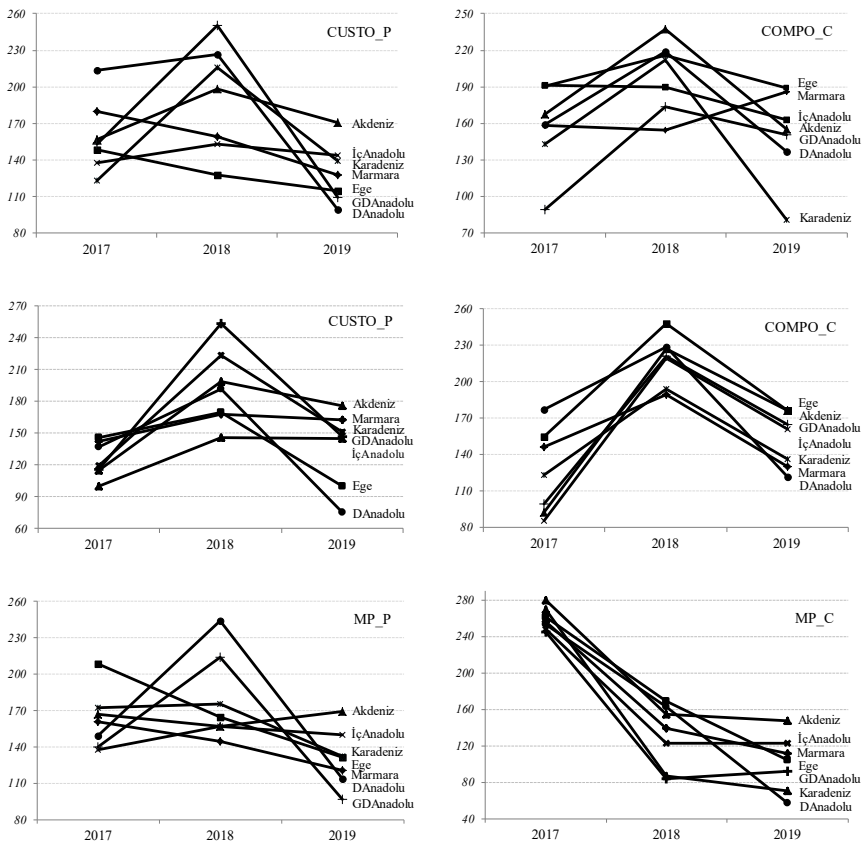 CUSTO_P
260
230
200
170
140
110
80
2017
2018
2019
Akdeniz
İçAnadolu
Karadeniz
Marmara
Ege
GDAnadolu
DAnadolu
COMPO_C
250
220
190
160
130
100
70
2017
2018
2019
Ege
Marmara
İçAnadolu
Akdeniz
GDAnadolu
DAnadolu
Karadeniz
CUSTO_P
270
240
210
180
150
120
90
60
2017
2018
2019
Akdeniz
Marmara
Karadeniz
GDAnadolu
İçAnadolu
Ege
DAnadolu
COMPO_C
260
230
200
170
140
110
80
2017
2018
2019
Ege
Akdeniz
GDAnadolu
İçAnadolu
Karadeniz
Marmara
DAnadolu
MP_P
260
230
200
170
140
110
80
2017
2018
2019
Akdeniz
İçAnadolu
Karadeniz
Ege
Marmara
DAnadolu
GDAnadolu
MP_C
280
240
200
160
120
80
40
2017
2018
2019
Akdeniz
İçAnadolu
Marmara
Ege
GDAnadolu
Karadeniz
DAnadolu